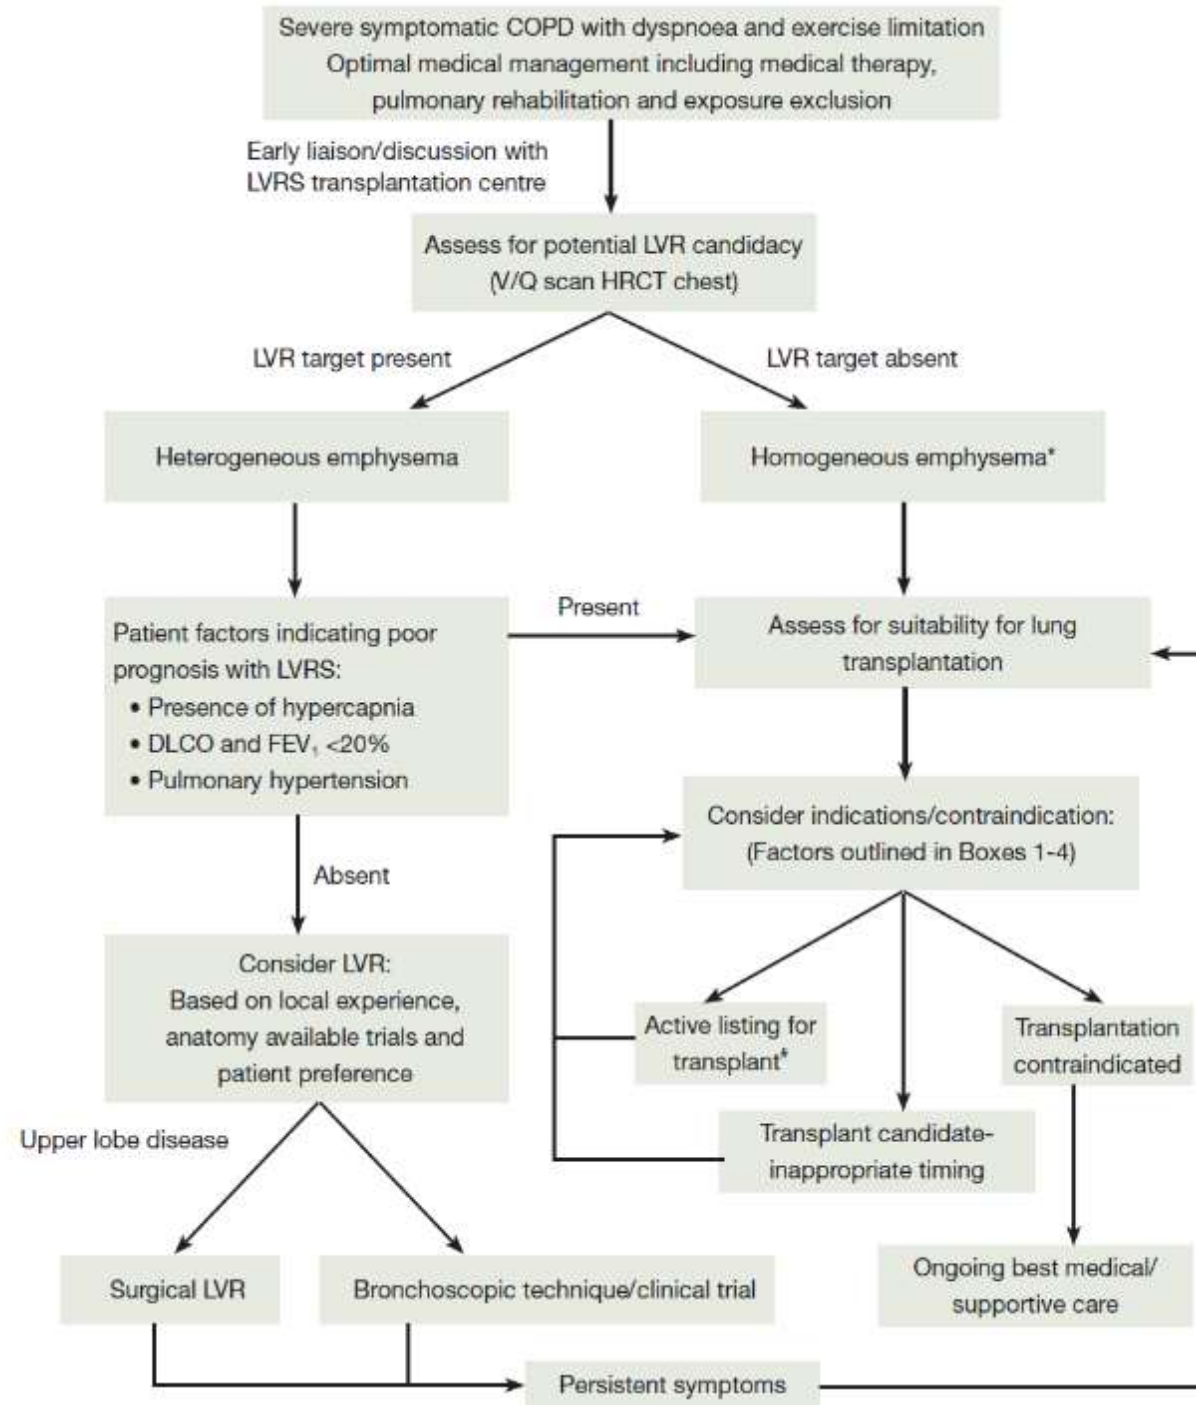 Severe symptomatic COPD with dyspnoea and exercise limitation
Optimal medical management including medical therapy,
pulmonary rehabilitation and exposure exclusion
Early liaison/discussion with
LVRS transplantation centre
Assess for potential LVR candidacy
(V/Q scan HRCT chest)
LVR target present
LVR target absent
Heterogeneous emphysema
Homogeneous emphysema*
Patient factors indicating poor
prognosis with LVRS:
• Presence of hypercapnia
• DLCO and FEV₁ <20%
• Pulmonary hypertension
Present
Assess for suitability for lung
transplantation
Absent
Consider indications/contraindication:
(Factors outlined in Boxes 1-4)
Consider LVR:
Based on local experience,
anatomy available trials and
patient preference
Active listing for
transplant#
Transplantation
contraindicated
Transplant candidate-
inappropriate timing
Upper lobe disease
Surgical LVR
Bronchoscopic technique/clinical trial
Ongoing best medical/
supportive care
Persistent symptoms